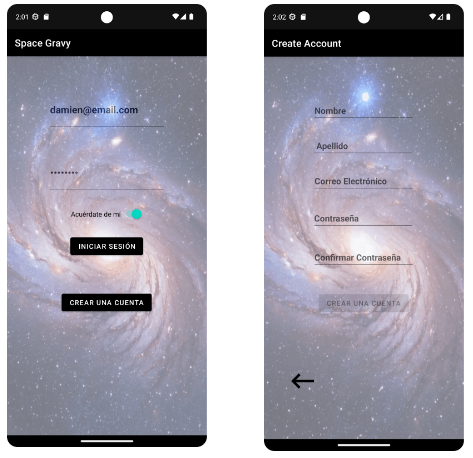 2:01
Space Gravy
damien@email.com
••••••••
Acuérdate de mi
INICIAR SESIÓN
CREAR UNA CUENTA
2:02
Create Account
Nombre
Apellido
Correo Electrónico
Contraseña
Confirmar Contraseña
CREAR UNA CUENTA